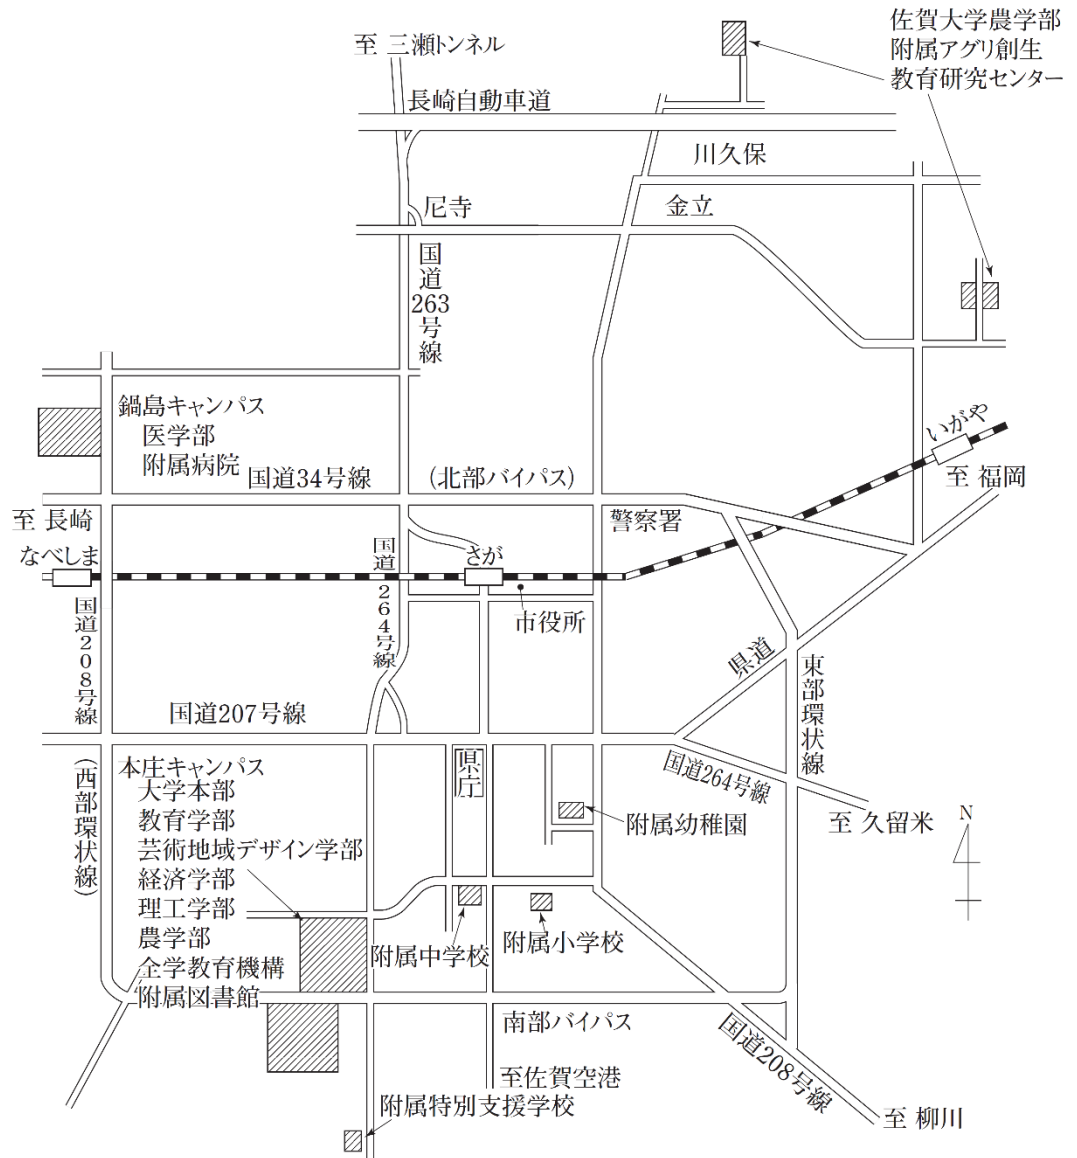 佐賀大学農学部
附属アグリ創生
教育研究センター
至 三瀬トンネル
長崎自動車道
川久保
尼寺
金立
国道263号線
鍋島キャンパス
医学部
附属病院
国道34号線
(北部バイパス)
いがや
至 福岡
至 長崎
なべしま
警察署
さが
国道264号線
市役所
国道208号線
県道
東部環状線
国道207号線
(西部環状線)
本庄キャンパス
大学本部
教育学部
芸術地域デザイン学部
経済学部
理工学部
農学部
全学教育機構
附属図書館
県庁
国道264号線
附属幼稚園
至 久留米
N
附属中学校
附属小学校
南部バイパス
国道208号線
至佐賀空港
附属特別支援学校
至 柳川